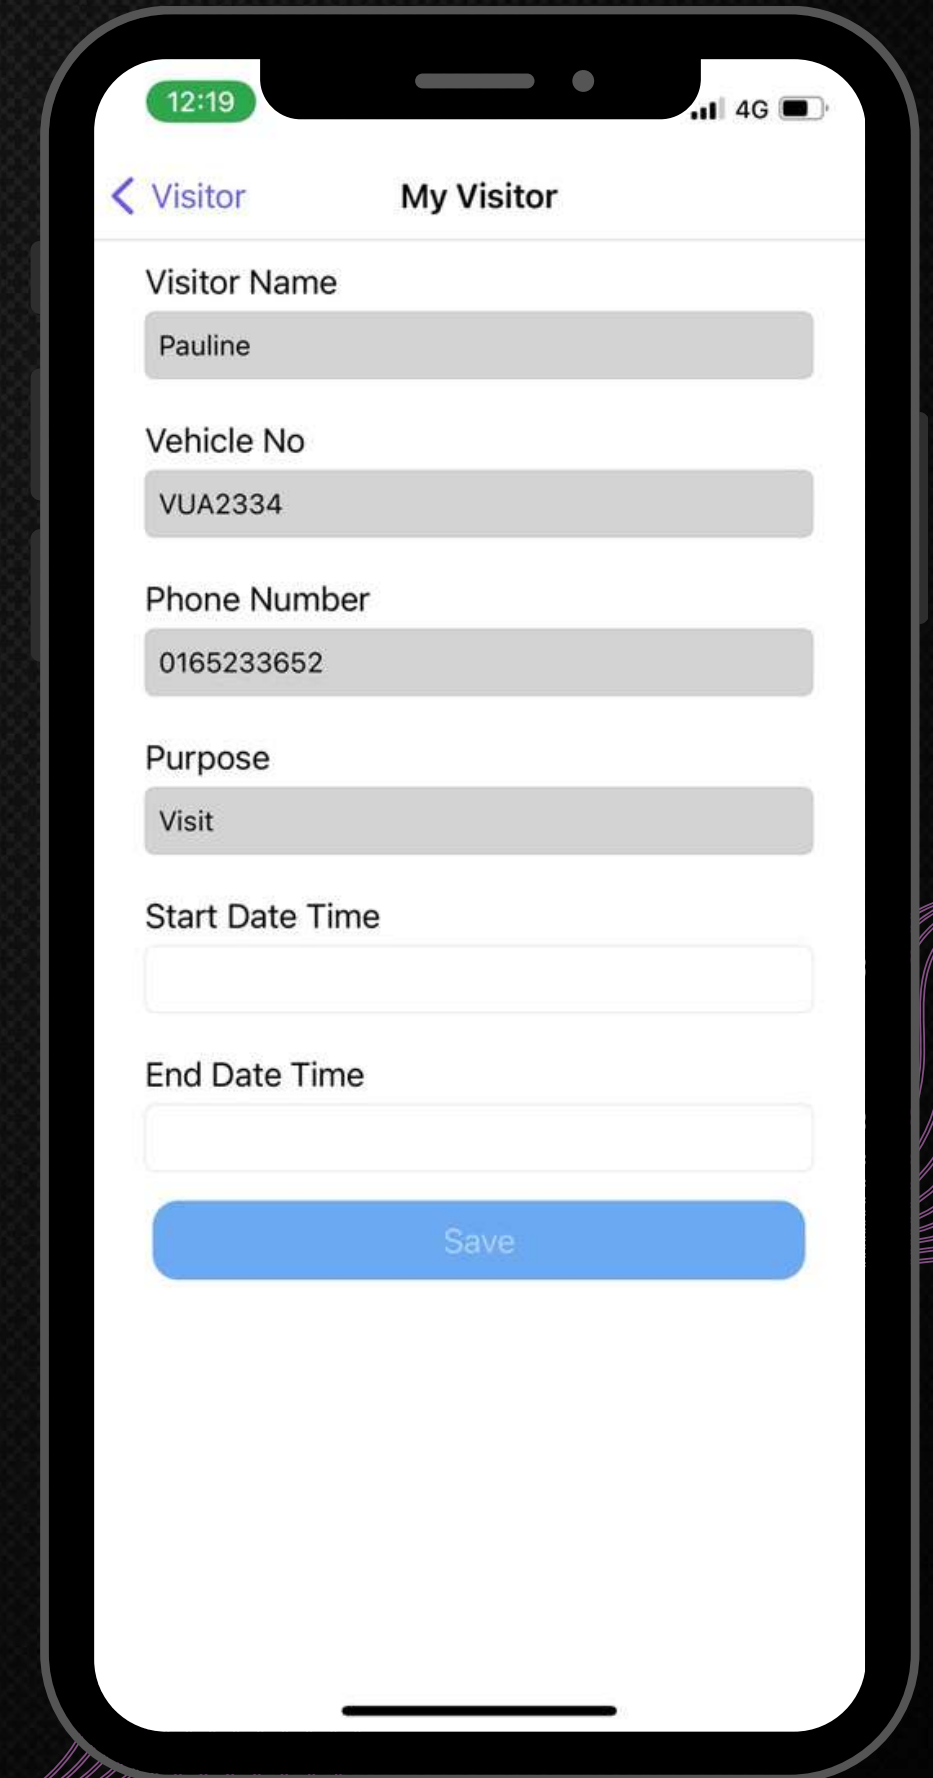 12:19
4G
Visitor
My Visitor
Visitor Name
Pauline
Vehicle No
VUA2334
Phone Number
0165233652
Purpose
Visit
Start Date Time
End Date Time
Save